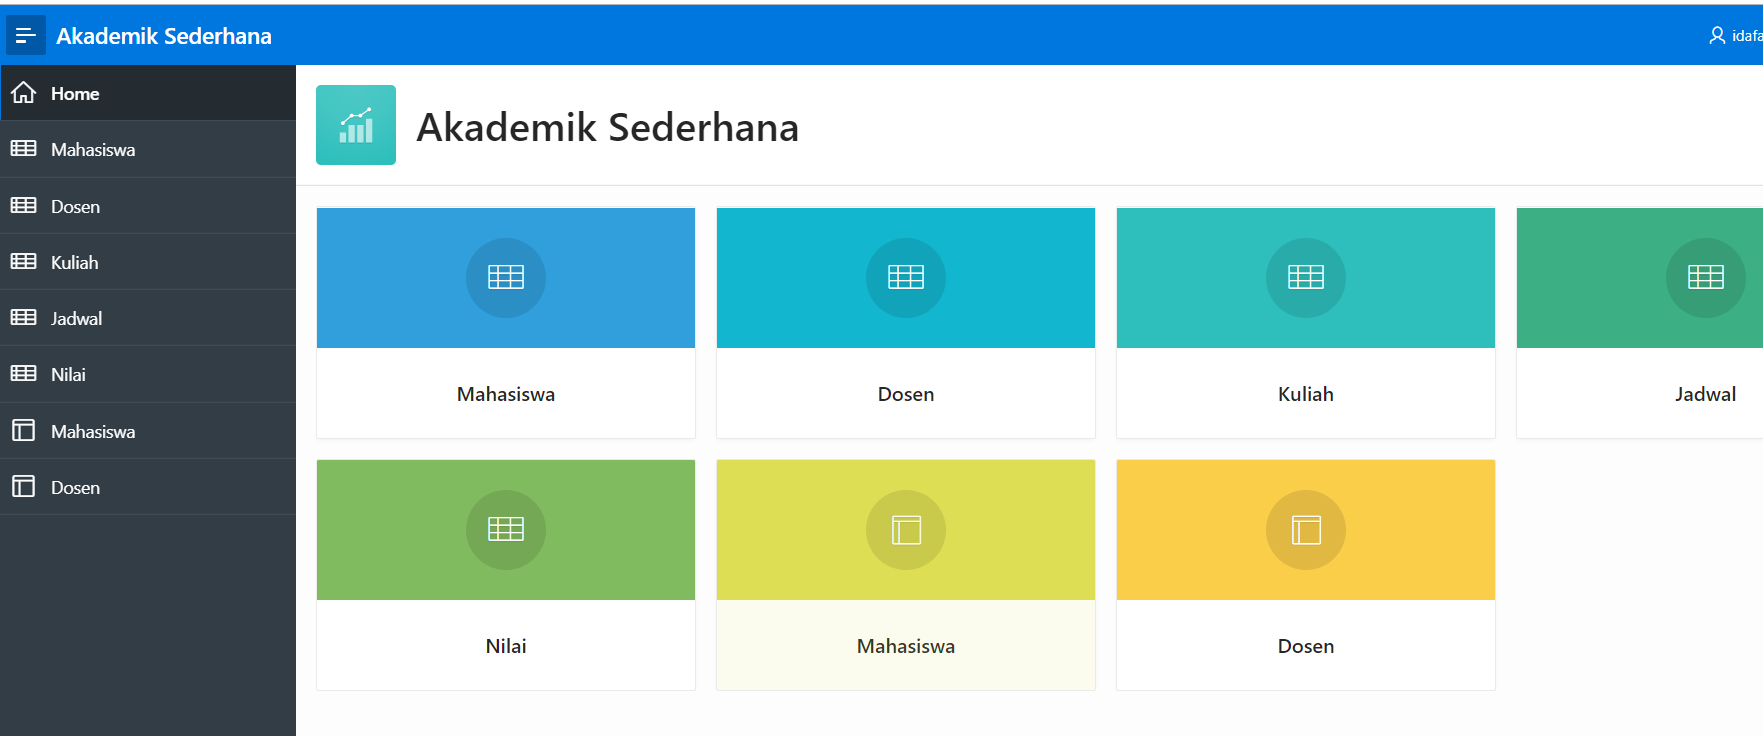 Akademik Sederhana
idafa
Home
Mahasiswa
Dosen
Kuliah
Jadwal
Nilai
Mahasiswa
Dosen
Akademik Sederhana
Mahasiswa
Dosen
Kuliah
Jadwal
Nilai
Mahasiswa
Dosen